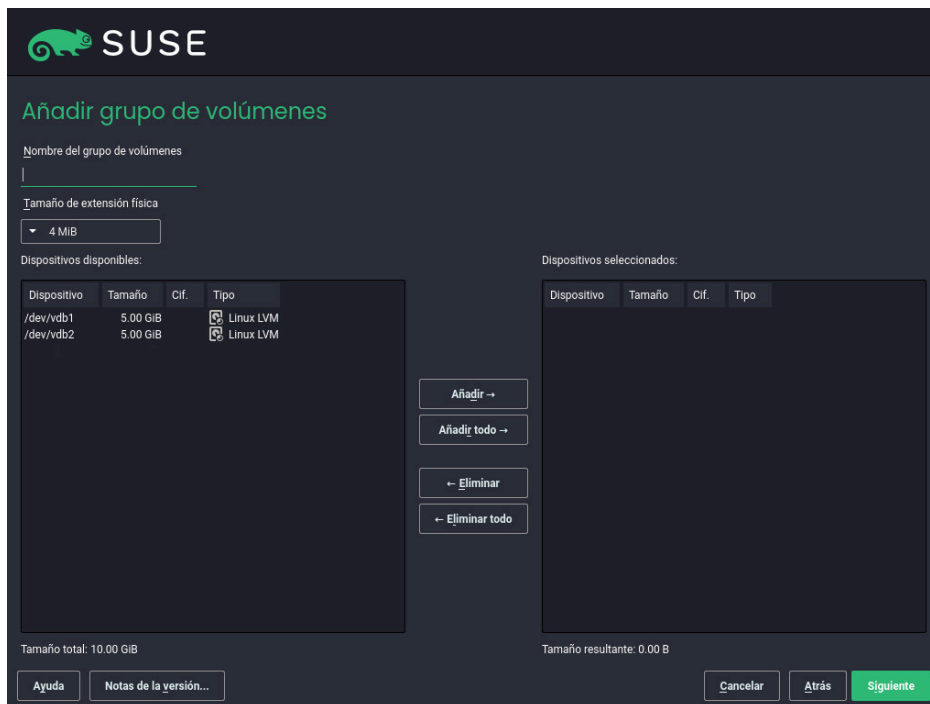 SUSE
Añadir grupo de volúmenes
Nombre del grupo de volúmenes
Tamaño de extensión física
4 MiB
Dispositivos disponibles:
Dispositivo Tamaño Cif. Tipo
/dev/vdb1 5.00 GiB Linux LVM
/dev/vdb2 5.00 GiB Linux LVM
Tamaño total: 10.00 GiB
Añadir →
Añadir todo →
← Eliminar
← Eliminar todo
Dispositivos seleccionados:
Dispositivo Tamaño Cif. Tipo
Tamaño resultante: 0.00 B
Ayuda
Notas de la versión...
Cancelar
Atrás
Siguiente